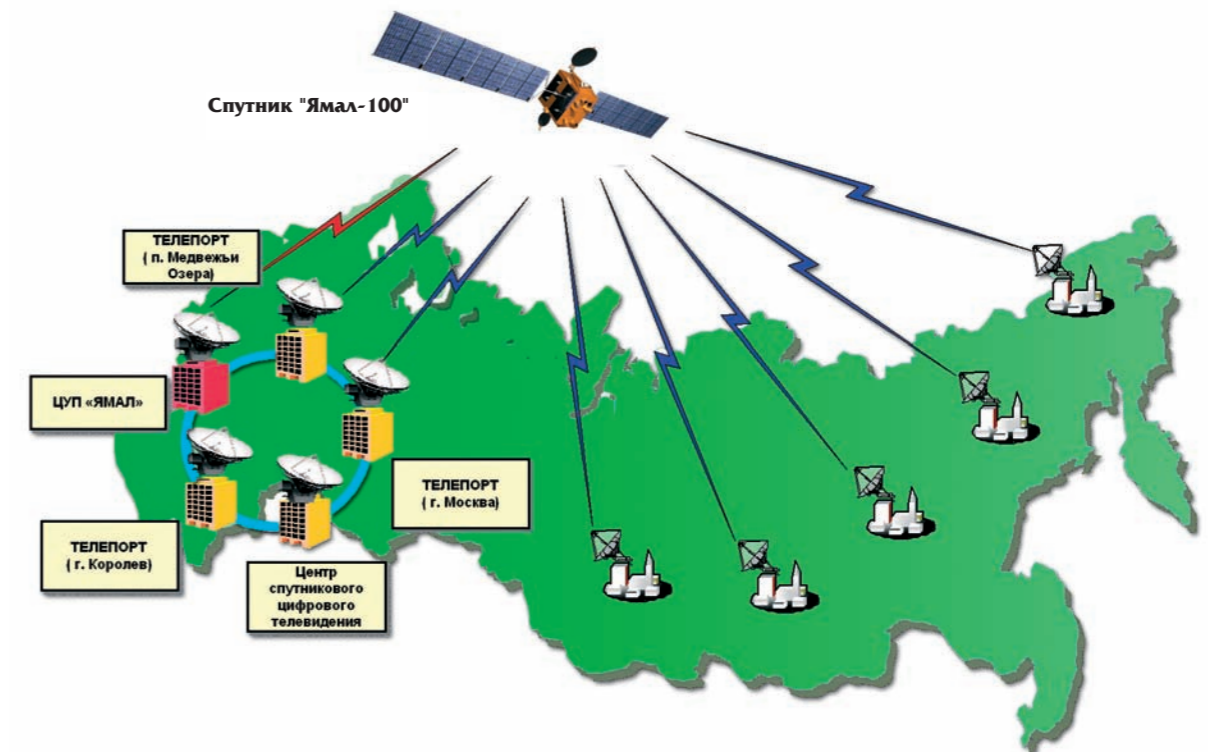 Спутник "Ямал-100"
ТЕЛЕПОРТ
( п. Медвежьи
Озера)
ЦУП «ЯМАЛ»
ТЕЛЕПОРТ
( г. Москва)
ТЕЛЕПОРТ
( г. Королев)
Центр
спутникового
цифрового
телевидения